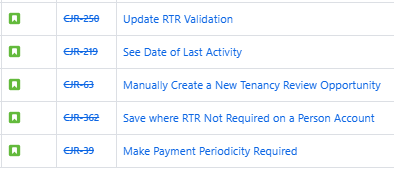 CJR-250 Update RTR Validation
CJR-219 See Date of Last Activity
CJR-63 Manually Create a New Tenancy Review Opportunity
CJR-362 Save where RTR Not Required on a Person Account
CJR-39 Make Payment Periodicity Required